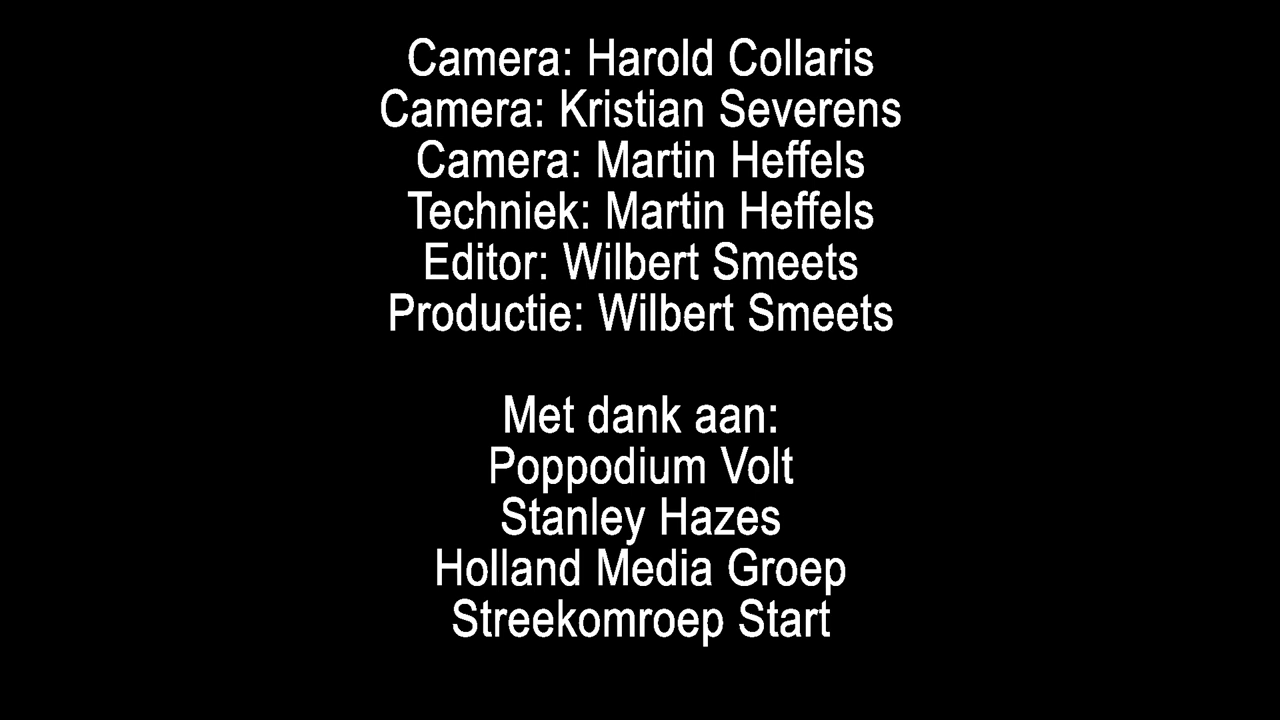 Camera: Harold Collaris
Camera: Kristian Severens
Camera: Martin Heffels
Techniek: Martin Heffels
Editor: Wilbert Smeets
Productie: Wilbert Smeets
Met dank aan:
Poppodium Volt
Stanley Hazes
Holland Media Groep
Streekomroep Start